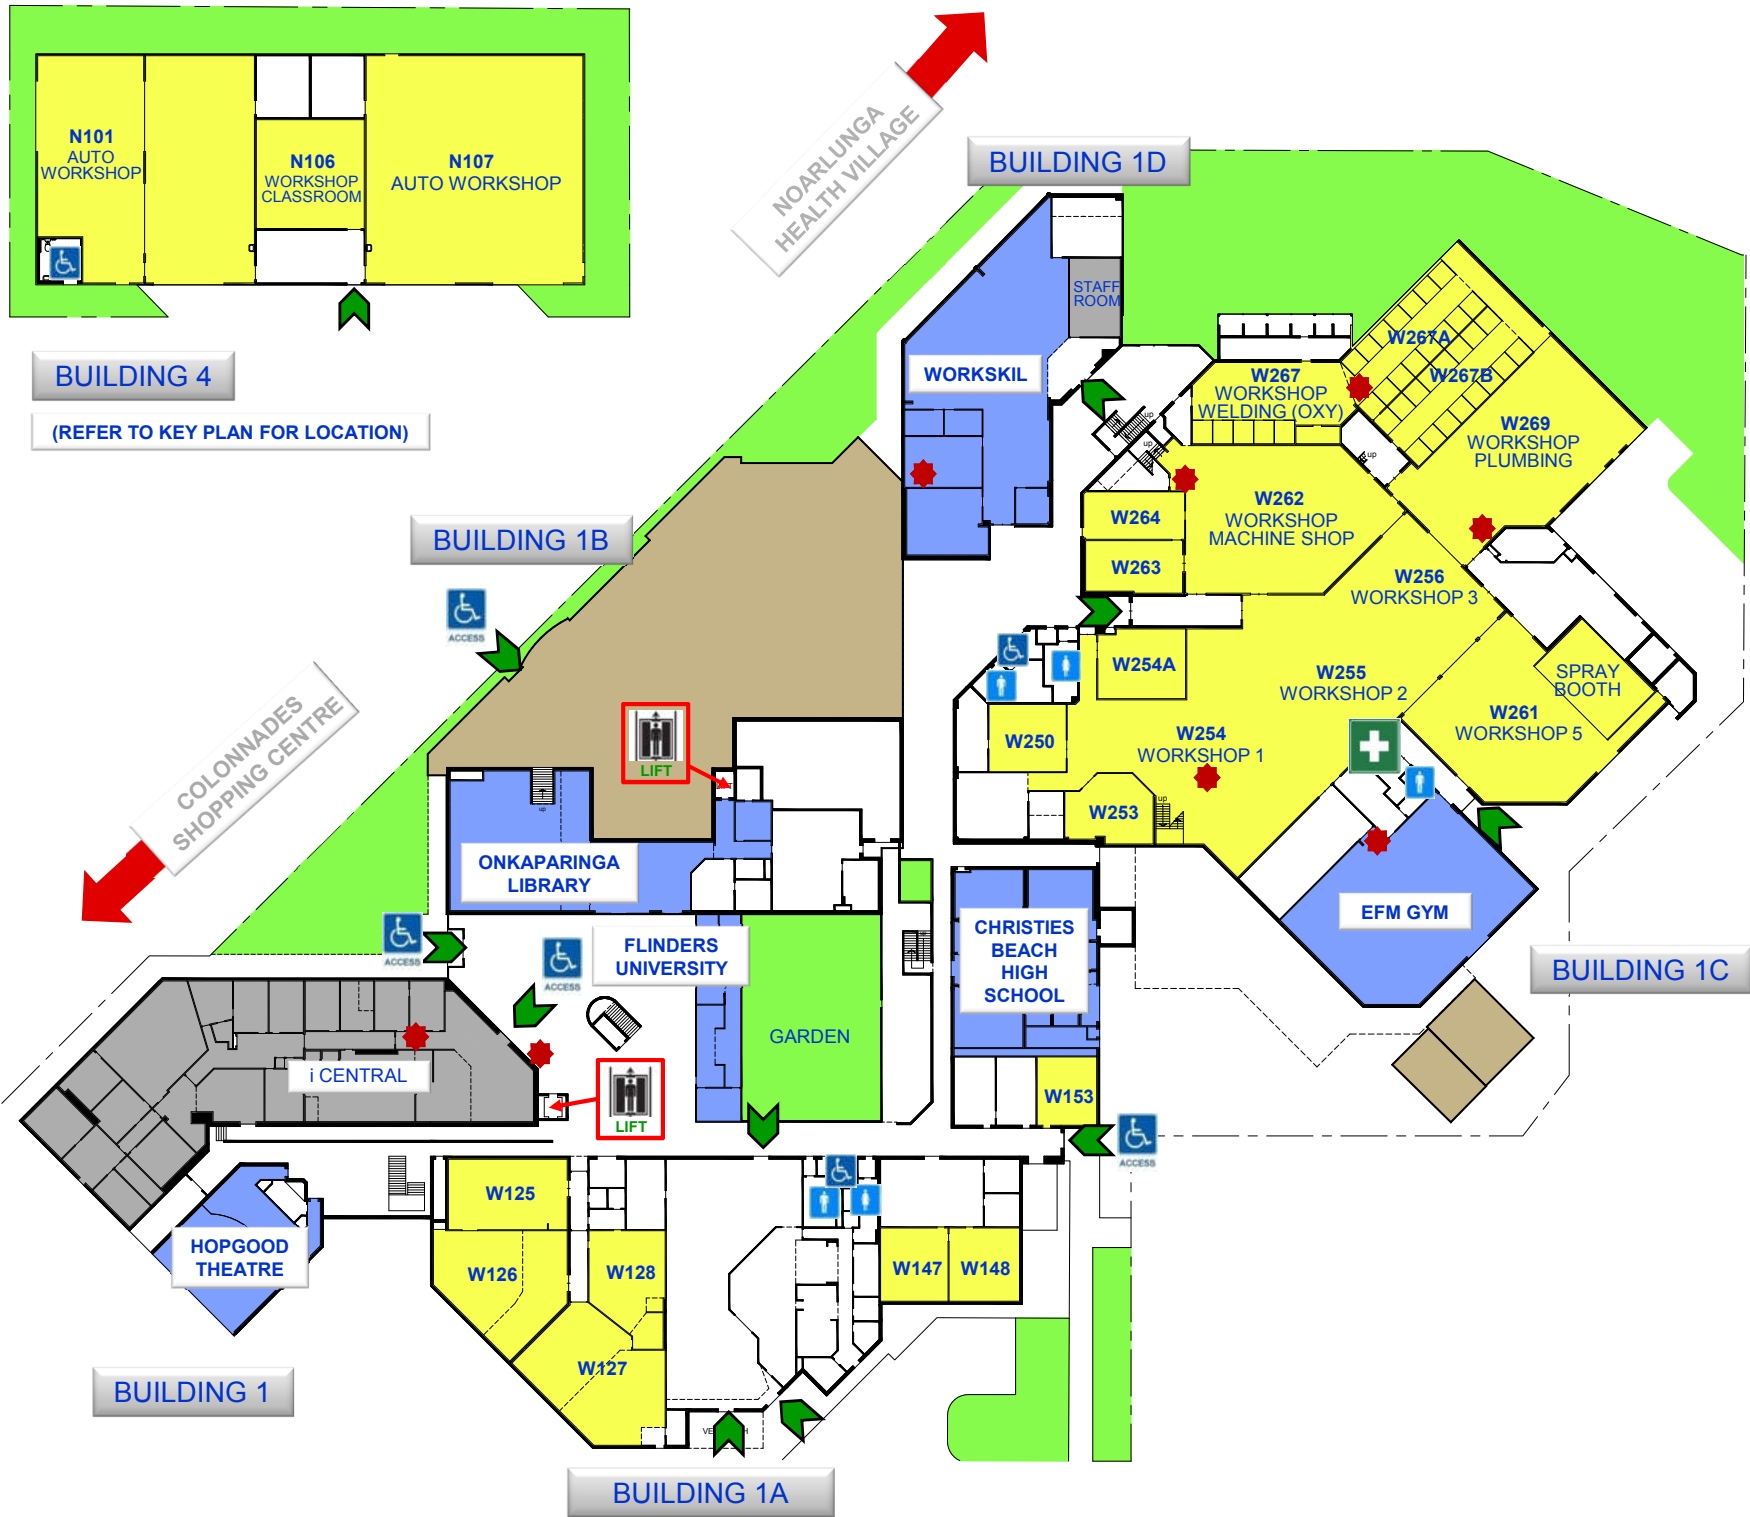 N101
AUTO
WORKSHOP
N106
WORKSHOP
CLASSROOM
N107
AUTO WORKSHOP
BUILDING 4
(REFER TO KEY PLAN FOR LOCATION)
NOARLUNGA
HEALTH VILLAGE
BUILDING 1D
STAFF
ROOM
WORKSKIL
up
up
W267
WORKSHOP
WELDING (OXY)
W267A
W267B
W269
WORKSHOP
PLUMBING
up
W262
WORKSHOP
MACHINE SHOP
W264
W263
W256
WORKSHOP 3
W254A
W255
WORKSHOP 2
SPRAY
BOOTH
W261
WORKSHOP 5
W250
W254
WORKSHOP 1
W253
up
EFM GYM
BUILDING 1C
BUILDING 1B
ACCESS
COLONNADES
SHOPPING CENTRE
LIFT
up
ONKAPARINGA
LIBRARY
ACCESS
ACCESS
FLINDERS
UNIVERSITY
GARDEN
CHRISTIES
BEACH
HIGH
SCHOOL
W153
ACCESS
i CENTRAL
LIFT
HOPGOOD
THEATRE
BUILDING 1
W125
W126
W128
W127
W147
W148
BUILDING 1A